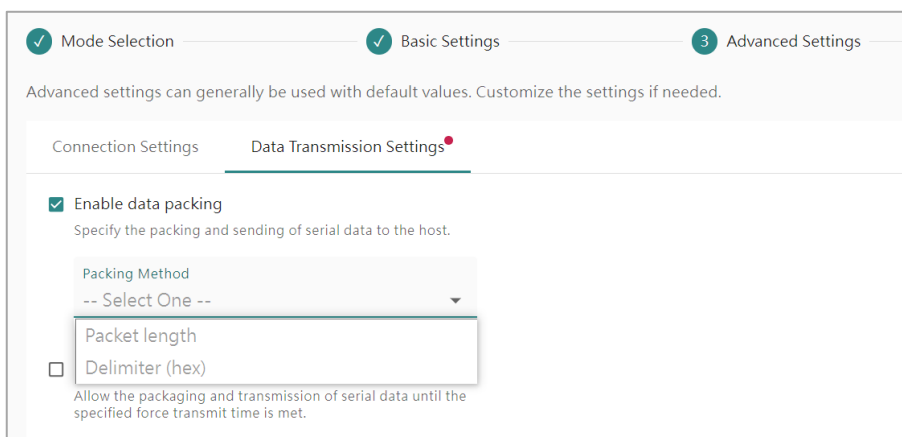 Mode Selection
Basic Settings
3 Advanced Settings
Advanced settings can generally be used with default values. Customize the settings if needed.
Connection Settings
Data Transmission Settings
Enable data packing
Specify the packing and sending of serial data to the host.
Packing Method
-- Select One --
Packet length
Delimiter (hex)
Allow the packaging and transmission of serial data until the
specified force transmit time is met.